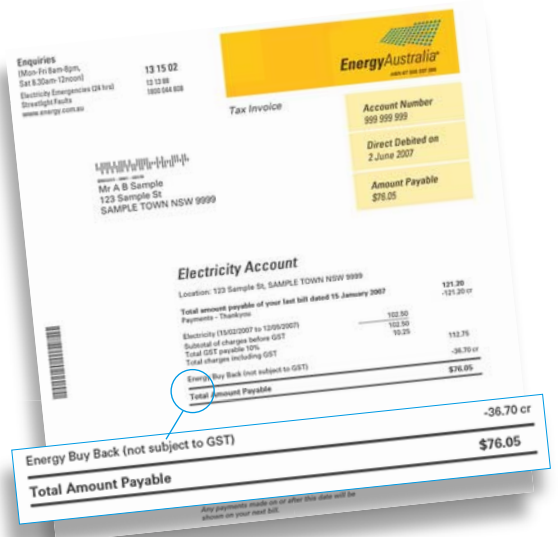 Enquiries
(Mon-Fri 8am-8pm,
Sat 8.30am-12noon) 13 15 02
Electricity Emergencies (24 hrs) 13 13 88
Streetlight Faults 1800 044 808
www.energy.com.au
EnergyAustralia
Tax Invoice
Account Number
999 999 999
Direct Debited on
2 June 2007
Amount Payable
$76.05
Mr A B Sample
123 Sample St
SAMPLE TOWN NSW 9999
Electricity Account
Location: 123 Sample St, SAMPLE TOWN NSW 9999
Total amount payable of your last bill dated 15 January 2007 121.20
Payments - Thankyou -121.20 cr
Electricity (15/02/2007 to 12/05/2007) 102.50
Subtotal of charges before GST 102.50
Total GST payable 10% 10.25
Total charges including GST 112.75
Energy Buy Back (not subject to GST) -36.70 cr
Total Amount Payable $76.05
Energy Buy Back (not subject to GST) -36.70 cr
Total Amount Payable $76.05
Any payments made on or after this date will be
shown on your next bill.